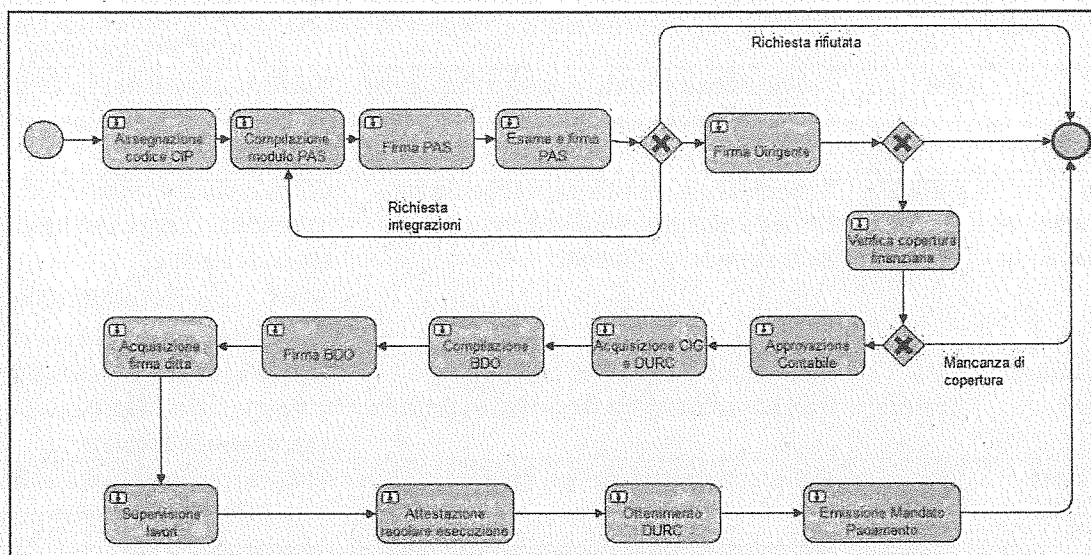 Richiesta rifiutata
Assegnazione
codice CIP
Compilazione
modulo PAS
Firma PAS
Esame e firma
PAS
Firma Dirigente
Richiesta
integrazioni
Verifica copertura
finanziaria
Acquisizione
firma ditta
Firma BDO
Compilazione
BDO
Acquisizione CIG
e DURC
Approvazione
Contabile
Mancanza di
copertura
Supervisione
lavori
Attestazione
regolare esecuzione
Ottenimento
DURC
Emissione Mandato
Pagamento